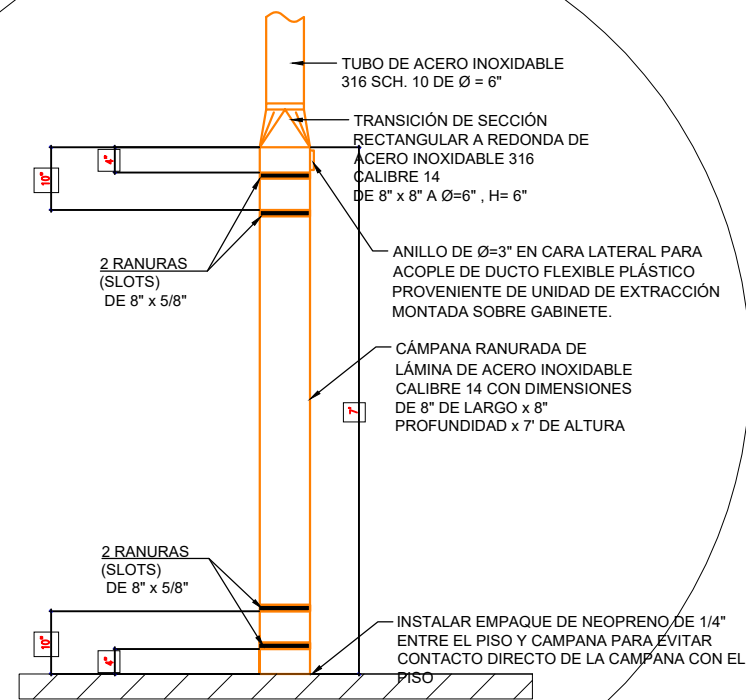 TUBO DE ACERO INOXIDABLE
316 SCH. 10 DE Ø = 6"
TRANSICIÓN DE SECCIÓN
RECTANGULAR A REDONDA DE
ACERO INOXIDABLE 316
CALIBRE 14
DE 8" x 8" A Ø=6" , H= 6"
4"
10"
2 RANURAS
(SLOTS)
DE 8" x 5/8"
ANILLO DE Ø=3" EN CARA LATERAL PARA
ACOPLE DE DUCTO FLEXIBLE PLÁSTICO
PROVENIENTE DE UNIDAD DE EXTRACCIÓN
MONTADA SOBRE GABINETE.
CÁMPANA RANURADA DE
LÁMINA DE ACERO INOXIDABLE
CALIBRE 14 CON DIMENSIONES
DE 8" DE LARGO x 8"
PROFUNDIDAD x 7' DE ALTURA
7'
2 RANURAS
(SLOTS)
DE 8" x 5/8"
10"
4"
INSTALAR EMPAQUE DE NEOPRENO DE 1/4"
ENTRE EL PISO Y CAMPANA PARA EVITAR
CONTACTO DIRECTO DE LA CAMPANA CON EL
PISO